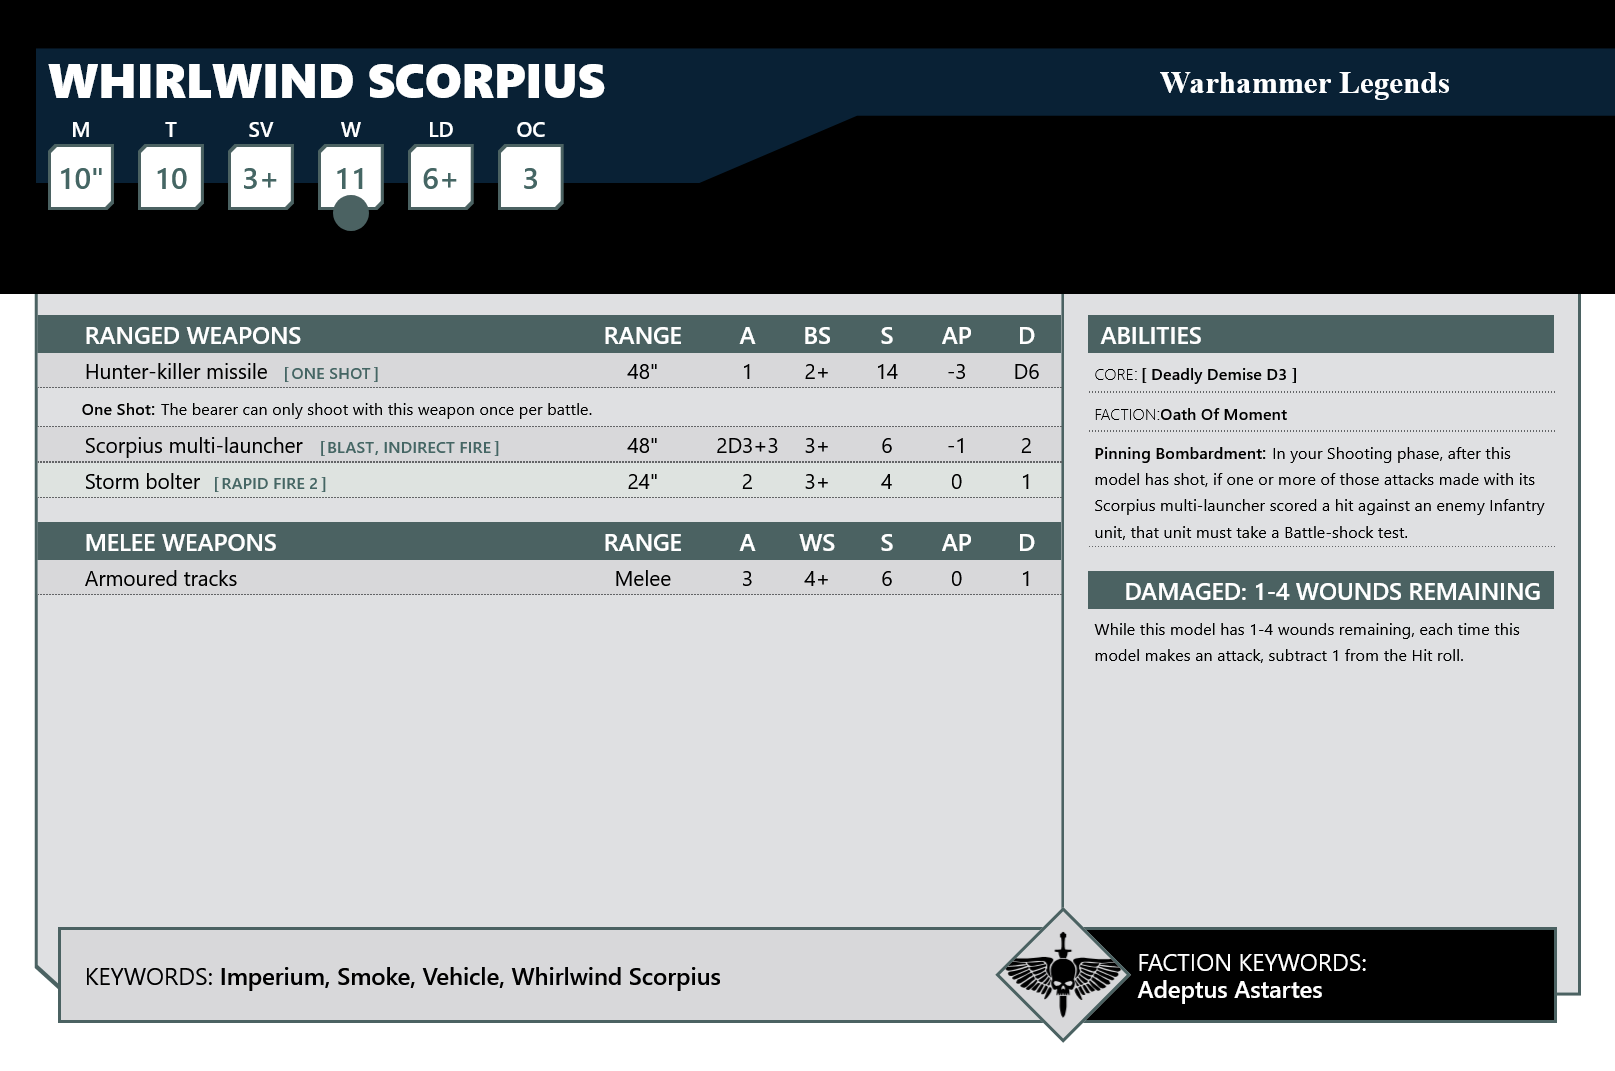 WHIRLWIND SCORPIUS
Warhammer Legends
M T SV W LD OC
10" 10 3+ 11 6+ 3
RANGED WEAPONS RANGE A BS S AP D
Hunter-killer missile [ONE SHOT] 48" 1 2+ 14 -3 D6
One Shot: The bearer can only shoot with this weapon once per battle.
Scorpius multi-launcher [BLAST, INDIRECT FIRE] 48" 2D3+3 3+ 6 -1 2
Storm bolter [RAPID FIRE 2] 24" 2 3+ 4 0 1
MELEE WEAPONS RANGE A WS S AP D
Armoured tracks Melee 3 4+ 6 0 1
ABILITIES
CORE: [ Deadly Demise D3 ]
FACTION:Oath Of Moment
Pinning Bombardment: In your Shooting phase, after this
model has shot, if one or more of those attacks made with its
Scorpius multi-launcher scored a hit against an enemy Infantry
unit, that unit must take a Battle-shock test.
DAMAGED: 1-4 WOUNDS REMAINING
While this model has 1-4 wounds remaining, each time this
model makes an attack, subtract 1 from the Hit roll.
KEYWORDS: Imperium, Smoke, Vehicle, Whirlwind Scorpius
FACTION KEYWORDS:
Adeptus Astartes